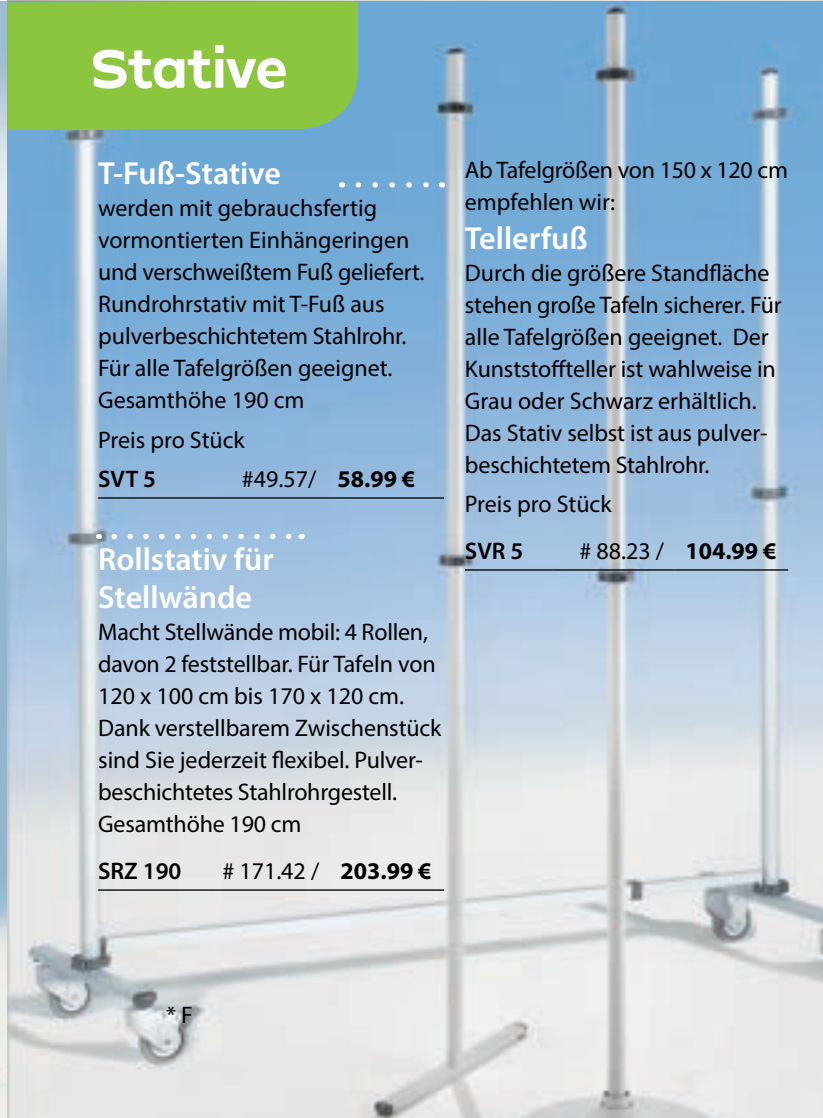 Stative
T-Fuß-Stative
werden mit gebrauchsfertig
vormontierten Einhängeringen
und verschweißtem Fuß geliefert.
Rundrohrstativ mit T-Fuß aus
pulverbeschichtetem Stahlrohr.
Für alle Tafelgrößen geeignet.
Gesamthöhe 190 cm
Preis pro Stück
SVT 5 #49.57/ 58.99 €
Rollstativ für
Stellwände
Macht Stellwände mobil: 4 Rollen,
davon 2 feststellbar. Für Tafeln von
120 x 100 cm bis 170 x 120 cm.
Dank verstellbarem Zwischenstück
sind Sie jederzeit flexibel. Pulver-
beschichtetes Stahlrohrgestell.
Gesamthöhe 190 cm
SRZ 190 # 171.42 / 203.99 €
Ab Tafelgrößen von 150 x 120 cm
empfehlen wir:
Tellerfuß
Durch die größere Standfläche
stehen große Tafeln sicherer. Für
alle Tafelgrößen geeignet. Der
Kunststoffteller ist wahlweise in
Grau oder Schwarz erhältlich.
Das Stativ selbst ist aus pulver-
beschichtetem Stahlrohr.
Preis pro Stück
SVR 5 # 88.23 / 104.99 €
* F